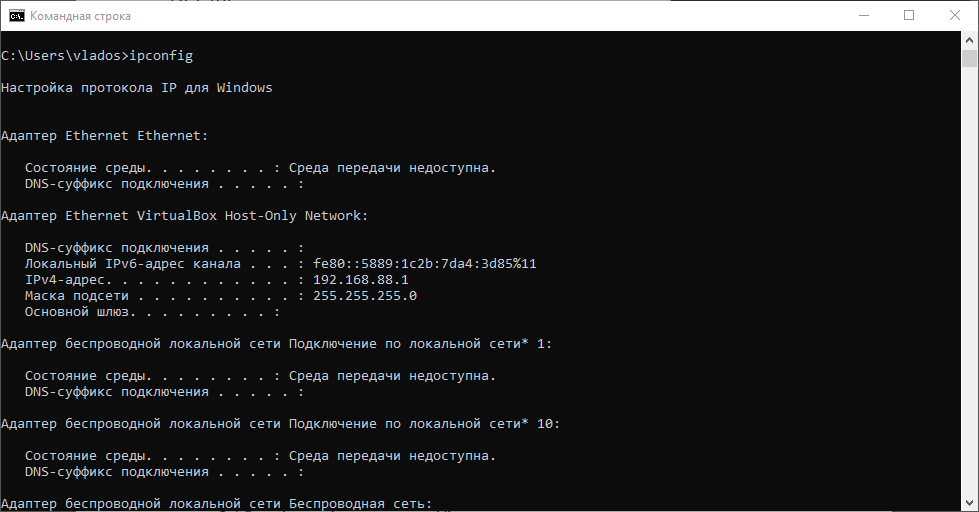 Командная строка
C:\Users\vlados>ipconfig
Настройка протокола IP для Windows
Адаптер Ethernet Ethernet:
Состояние среды. . . . . . . . : Среда передачи недоступна.
DNS-суффикс подключения . . . . . :
Адаптер Ethernet VirtualBox Host-Only Network:
DNS-суффикс подключения . . . . . :
Локальный IPv6-адрес канала . . . : fe80::5889:1c2b:7da4:3d85%11
IPv4-адрес. . . . . . . . . . . . : 192.168.88.1
Маска подсети . . . . . . . . . . : 255.255.255.0
Основной шлюз. . . . . . . . . :
Адаптер беспроводной локальной сети Подключение по локальной сети* 1:
Состояние среды. . . . . . . . : Среда передачи недоступна.
DNS-суффикс подключения . . . . . :
Адаптер беспроводной локальной сети Подключение по локальной сети* 10:
Состояние среды. . . . . . . . : Среда передачи недоступна.
DNS-суффикс подключения . . . . . :
Адаптер беспроводной локальной сети Беспроводная сеть: